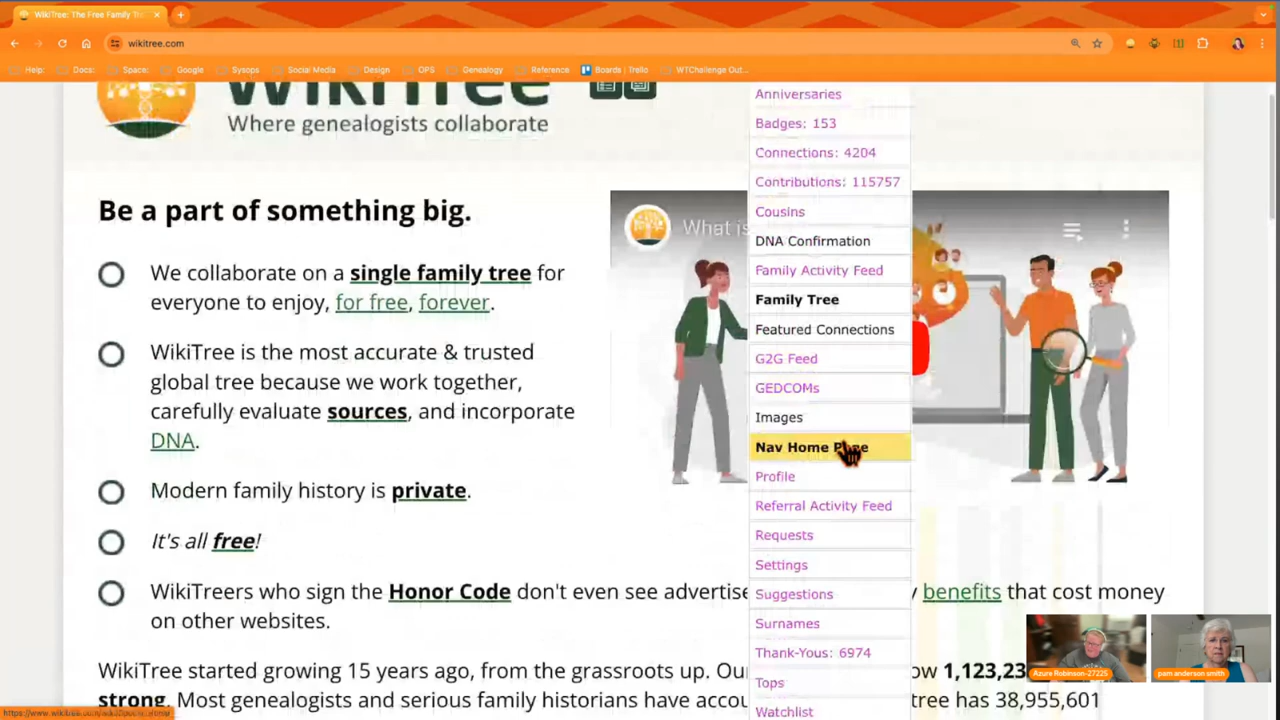 WikiTree: The Free Family Tre
wikitree.com
Help:
Docs:
Space:
Google
Sysops
Social Media
Design
OPS
Genealogy
Reference
Boards | Trello
WTChallenge Out...
WikiTree
Where genealogists collaborate
Be a part of something big.
We collaborate on a single family tree for
everyone to enjoy, for free, forever.
WikiTree is the most accurate & trusted
global tree because we work together,
carefully evaluate sources, and incorporate
DNA.
Modern family history is private.
It's all free!
WikiTreers who sign the Honor Code don't even see advertise
y benefits that cost money
on other websites.
WikiTree started growing 15 years ago, from the grassroots up. Our
ow 1,123,23
strong. Most genealogists and serious family historians have accou
tree has 38,955,601
What is
Anniversaries
Badges: 153
Connections: 4204
Contributions: 115757
Cousins
DNA Confirmation
Family Activity Feed
Family Tree
Featured Connections
G2G Feed
GEDCOMs
Images
Nav Home Page
Profile
Referral Activity Feed
Requests
Settings
Suggestions
Surnames
Thank-Yous: 6974
Tops
Watchlist
Azure Robinson-27225
pam anderson smith